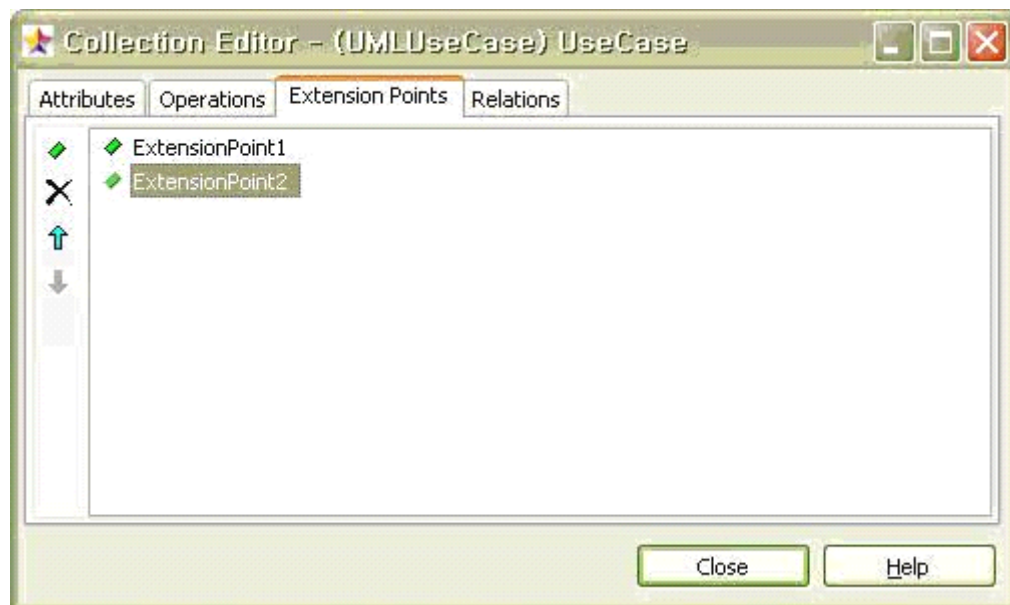 Collection Editor - (UMLUseCase) UseCase
Attributes Operations Extension Points Relations
ExtensionPoint1
ExtensionPoint2
Close Help